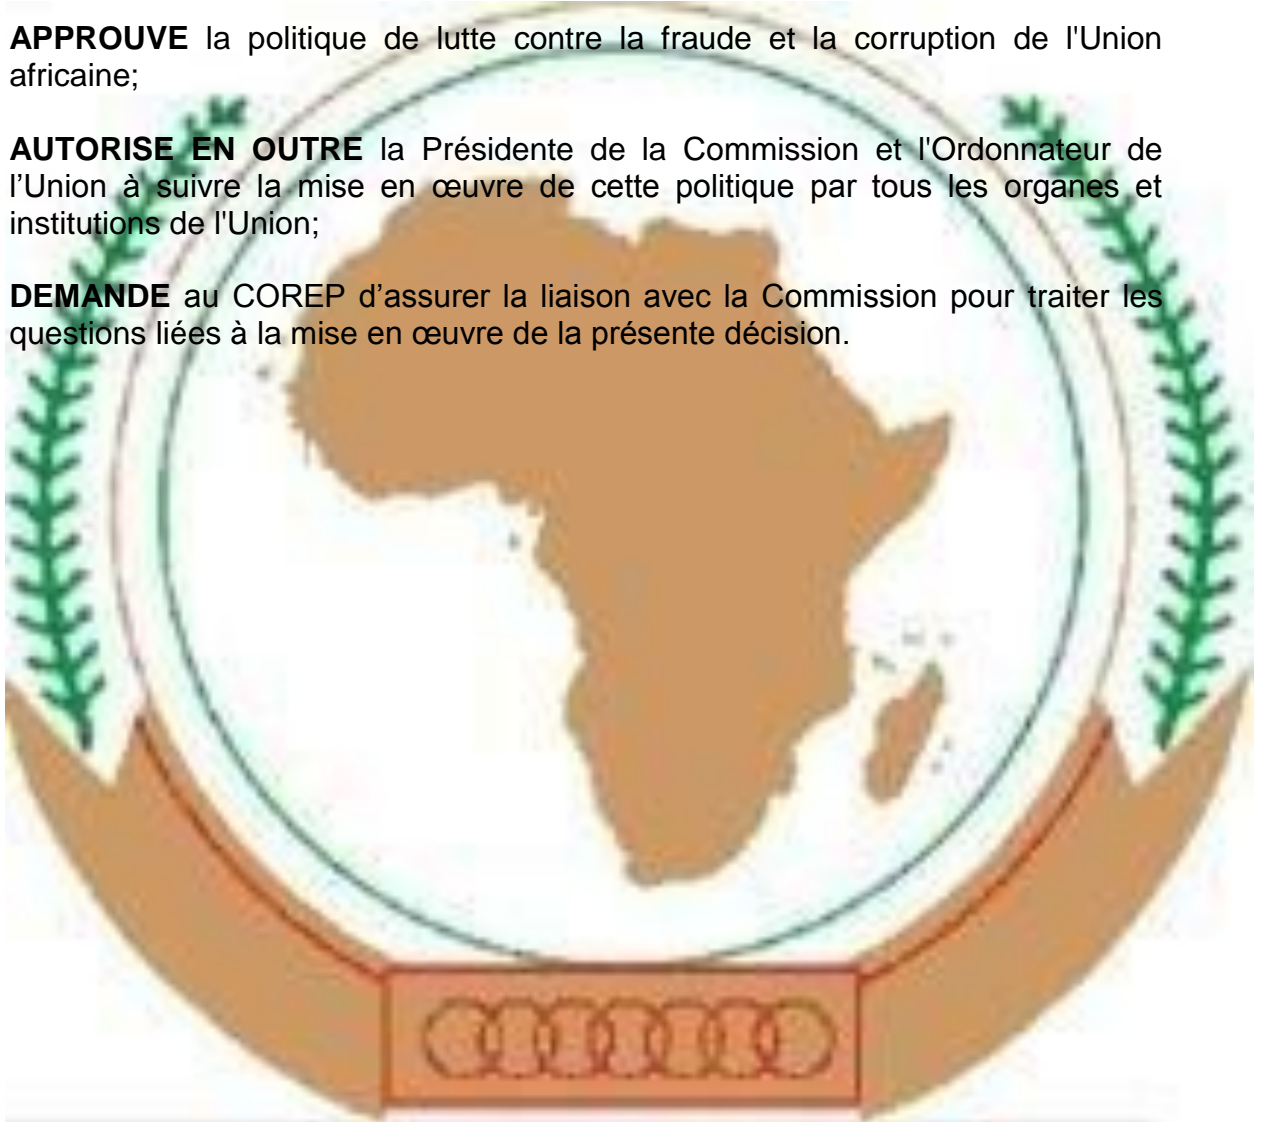 APPROUVE la politique de lutte contre la fraude et la corruption de l'Union
africaine;
AUTORISE EN OUTRE la Présidente de la Commission et l'Ordonnateur de
l’Union à suivre la mise en œuvre de cette politique par tous les organes et
institutions de l'Union;
DEMANDE au COREP d’assurer la liaison avec la Commission pour traiter les
questions liées à la mise en œuvre de la présente décision.